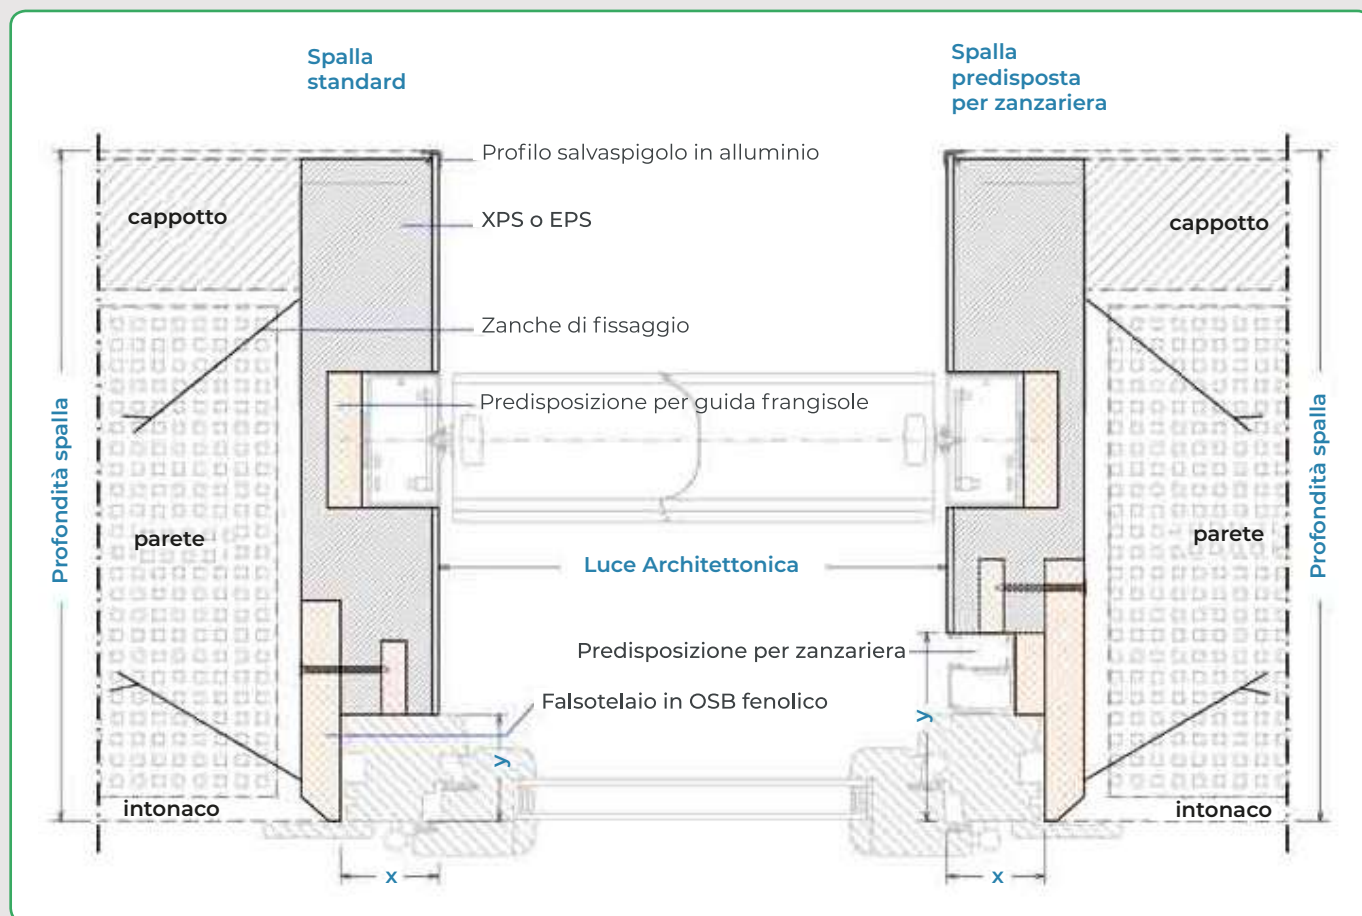 Spalla
standard
Spalla
predisposta
per zanzariera
Profilo salvaspigolo in alluminio
cappotto
XPS o EPS
cappotto
Zanche di fissaggio
Predisposizione per guida frangisole
Profondità spalla
Profondità spalla
parete
parete
Luce Architettonica
Predisposizione per zanzariera
Falsotelaio in OSB fenolico
y
y
intonaco
intonaco
x
x